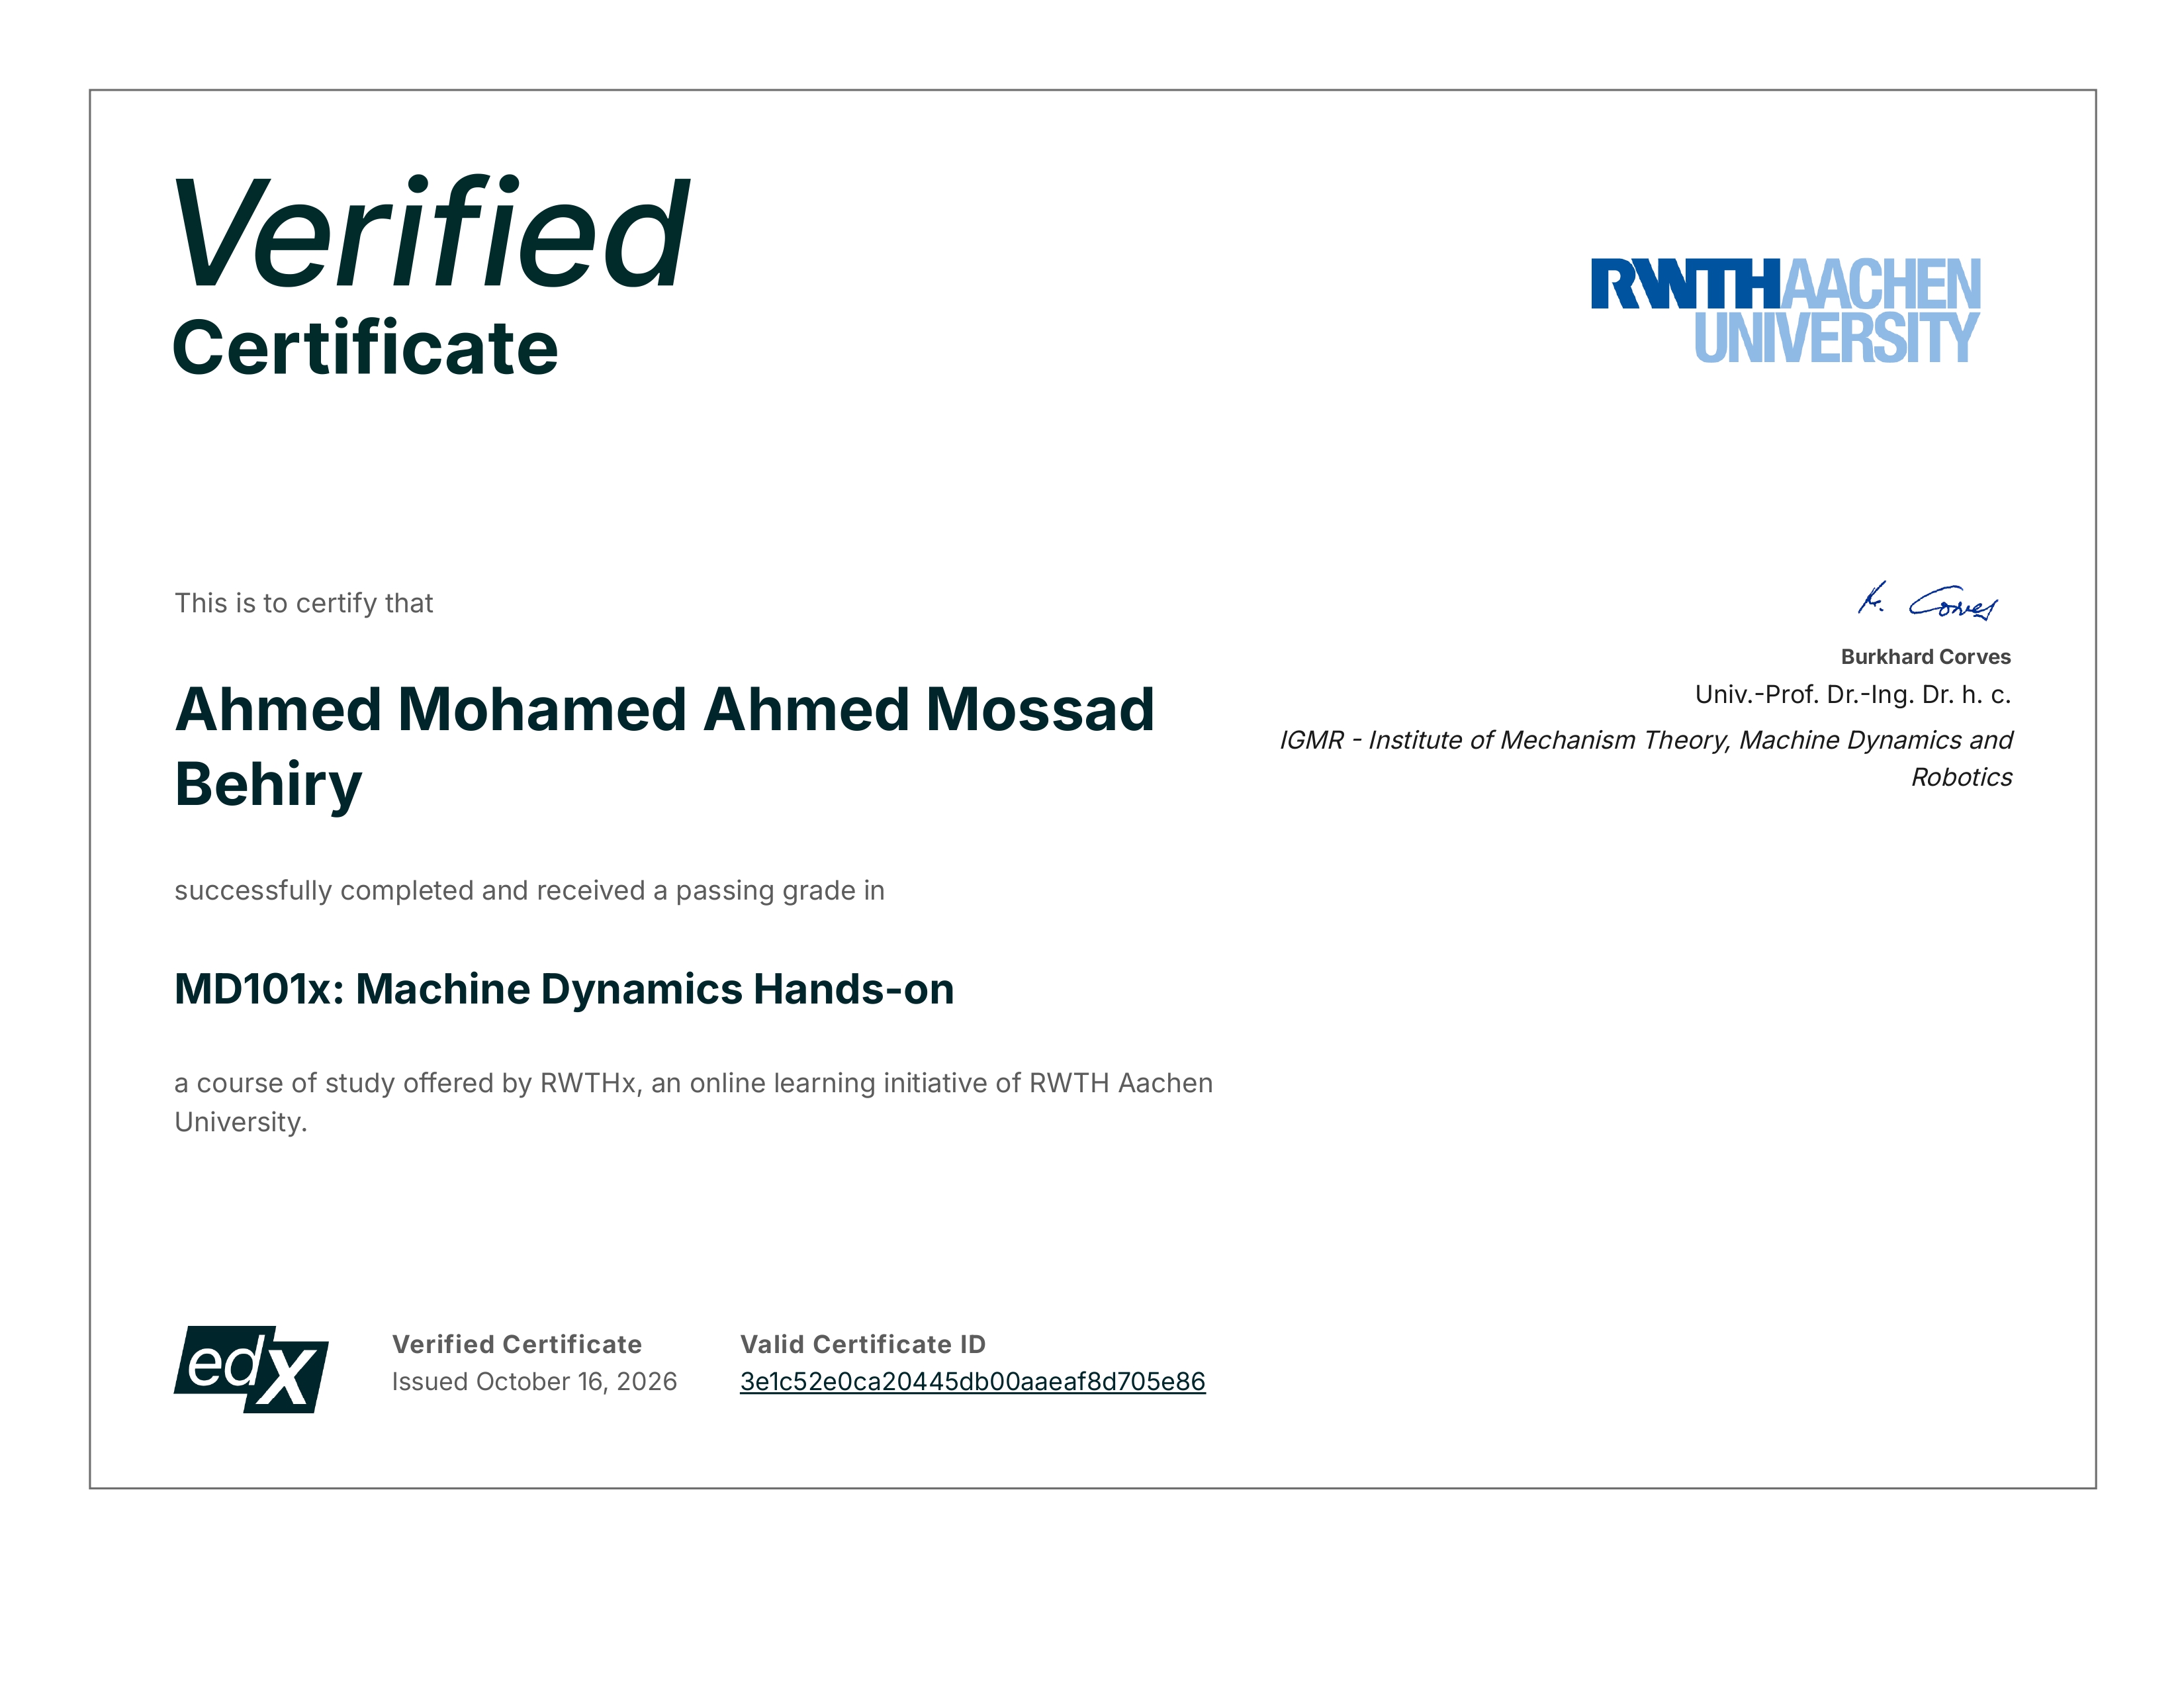 Verified
Certificate
RWTH AACHEN
UNIVERSITY
This is to certify that
Ahmed Mohamed Ahmed Mossad
Behiry
successfully completed and received a passing grade in
MD101x: Machine Dynamics Hands-on
a course of study offered by RWTHx, an online learning initiative of RWTH Aachen
University.
K. Corves
Burkhard Corves
Univ.-Prof. Dr.-Ing. Dr. h. c.
IGMR - Institute of Mechanism Theory, Machine Dynamics and
Robotics
edX
Verified Certificate
Issued October 16, 2026
Valid Certificate ID
3e1c52e0ca20445db00aaeaf8d705e86